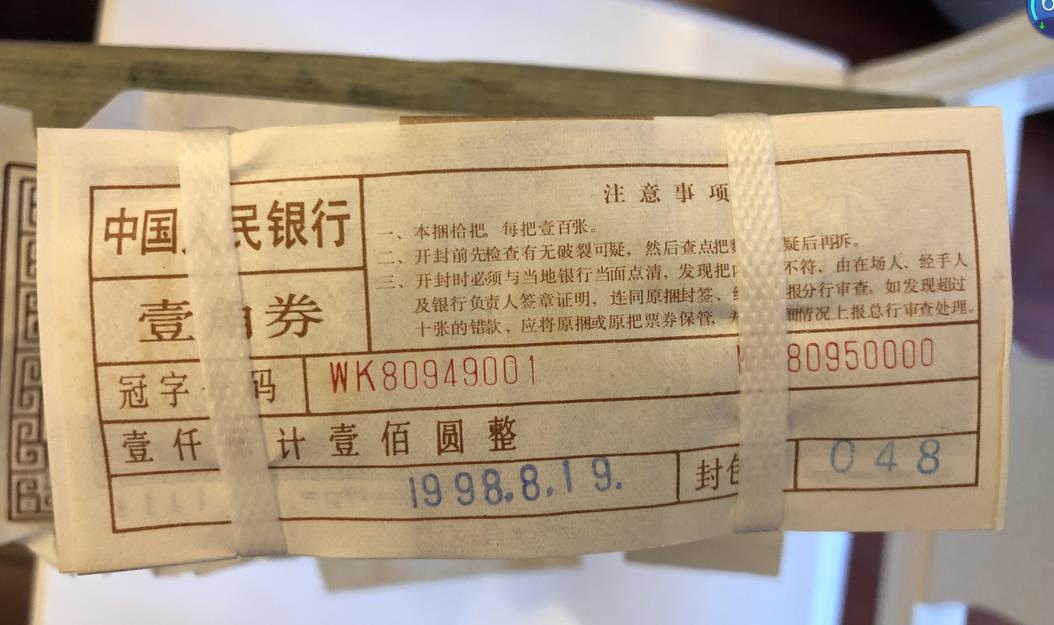 中国 民银行
壹 角券
注意事项
一、本捆拾把，每把壹百张。
二、开封前先检查有无破裂可疑，然后查点把 疑后再拆。
三、开封时必须与当地银行当面点清，发现把 不符，由在场人、经手人
及银行负责人签章证明，连同原捆封签、 报分行审查。如发现超过
十张的错款，应将原捆或原把票券保管， 细情况上报总行审查处理。
冠字 码
WK80949001
80950000
壹仟 计壹佰圆整
1998.8.19.
封包
048